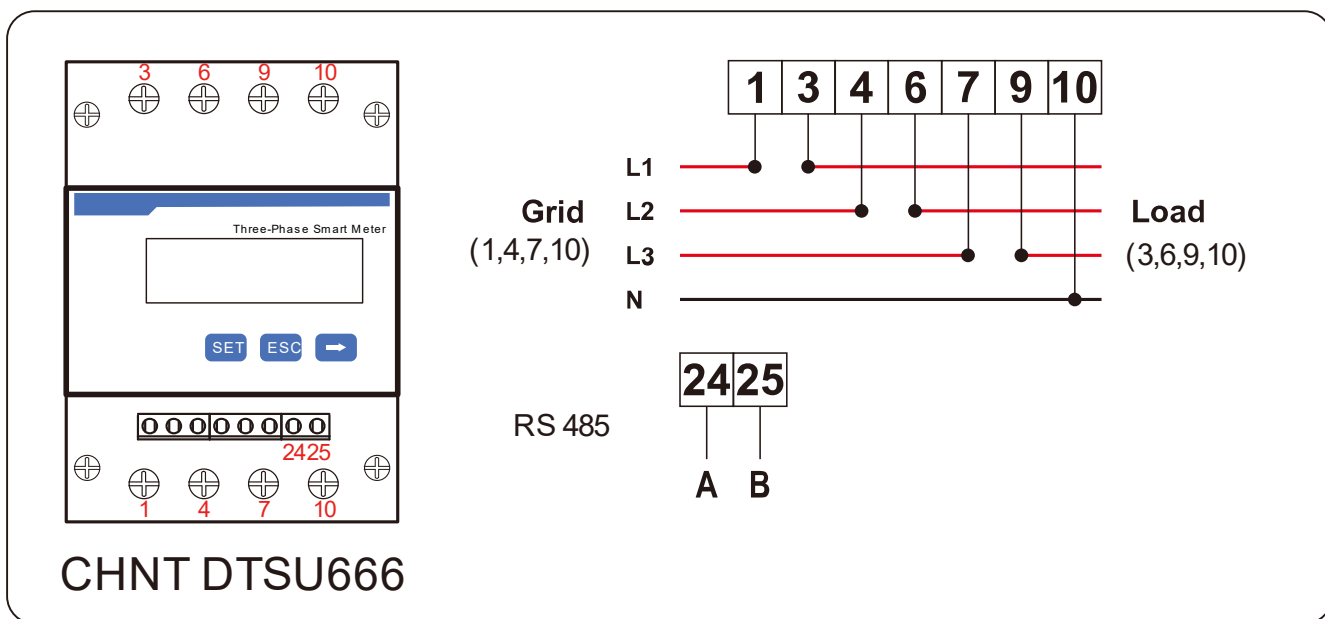 3 6 9 10
Three-Phase Smart Meter
SET ESC
24 25
1 4 7 10
CHNT DTSU666
1 3 4 6 7 9 10
L1
Grid L2 Load
(1,4,7,10) L3 (3,6,9,10)
N
24 25
RS 485
A B